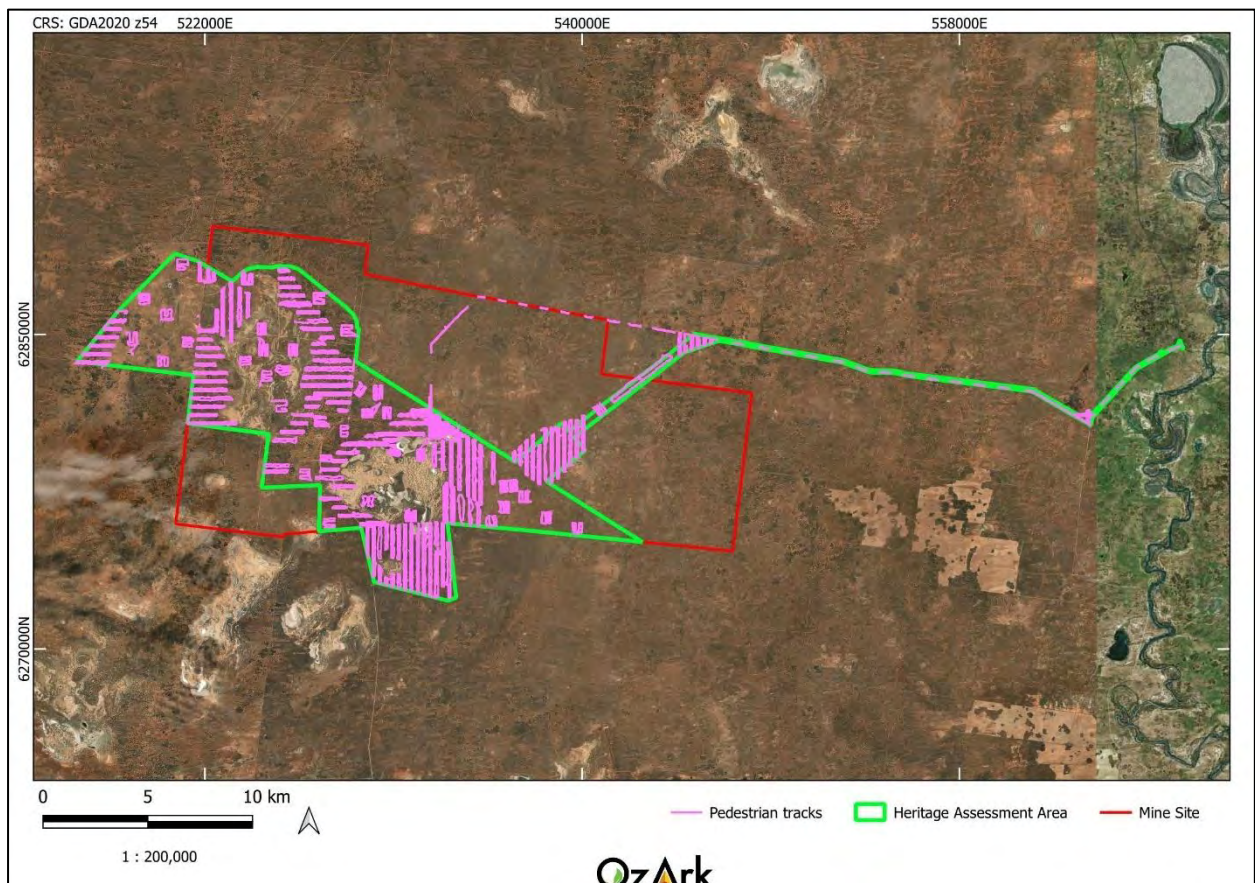 CRS: GDA2020 z54 522000E 540000E 558000E
6285000N
6270000N
0 5 10 km
Pedestrian tracks Heritage Assessment Area Mine Site
1 : 200,000
OzArk